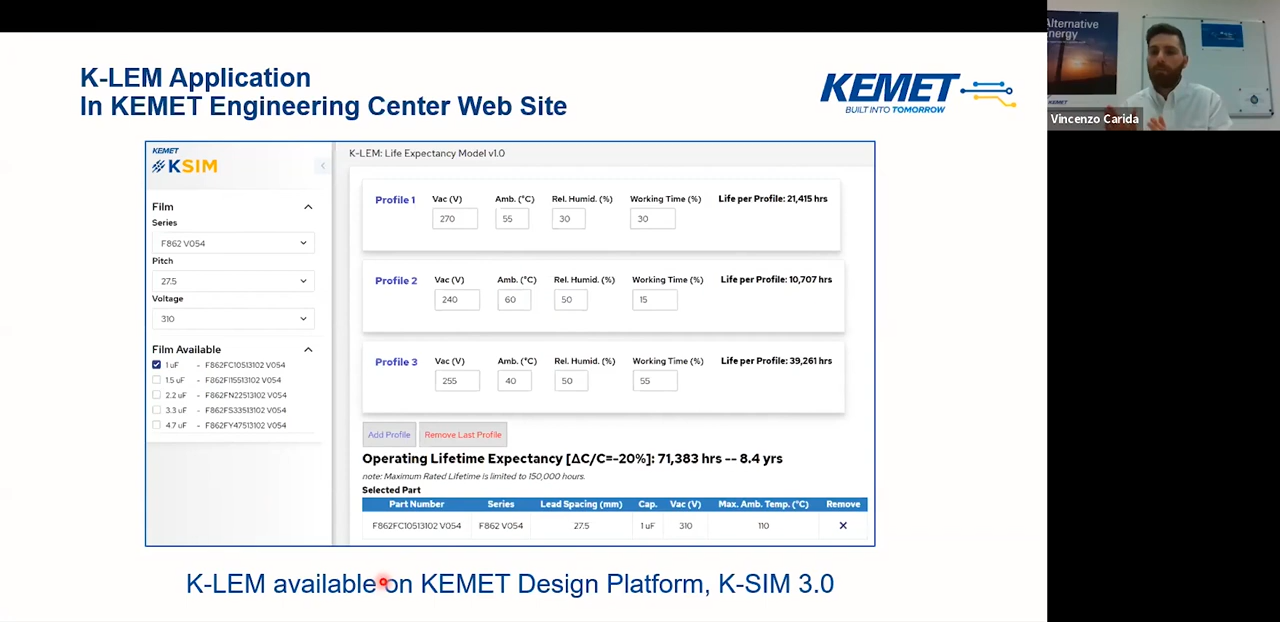 K-LEM Application
In KEMET Engineering Center Web Site
KEMET
BUILT INTO TOMORROW
Alternative
Energy
KEMET
Vincenzo Carida
KEMET
KSIM
Film
Series
F862 V054
Pitch
27.5
Voltage
310
Film Available
1 uF - F862FC105I3102 V054
1.5 uF - F862FI155I3102 V054
2.2 uF - F862FN225I3102 V054
3.3 uF - F862FS335I3102 V054
4.7 uF - F862FY475I3102 V054
K-LEM: Life Expectancy Model v1.0
Profile 1 Vac (V) Amb. (°C) Rel. Humid. (%) Working Time (%) Life per Profile: 21,415 hrs
270 55 30 30
Profile 2 Vac (V) Amb. (°C) Rel. Humid. (%) Working Time (%) Life per Profile: 10,707 hrs
240 60 50 15
Profile 3 Vac (V) Amb. (°C) Rel. Humid. (%) Working Time (%) Life per Profile: 39,261 hrs
255 40 50 55
Add Profile Remove Last Profile
Operating Lifetime Expectancy [ΔC/C=-20%]: 71,383 hrs -- 8.4 yrs
note: Maximum Rated Lifetime is limited to 150,000 hours.
Selected Part
Part Number Series Lead Spacing (mm) Cap. Vac (V) Max. Amb. Temp. (°C) Remove
F862FC105I3102 V054 F862 V054 27.5 1 uF 310 110 X
K-LEM available on KEMET Design Platform, K-SIM 3.0